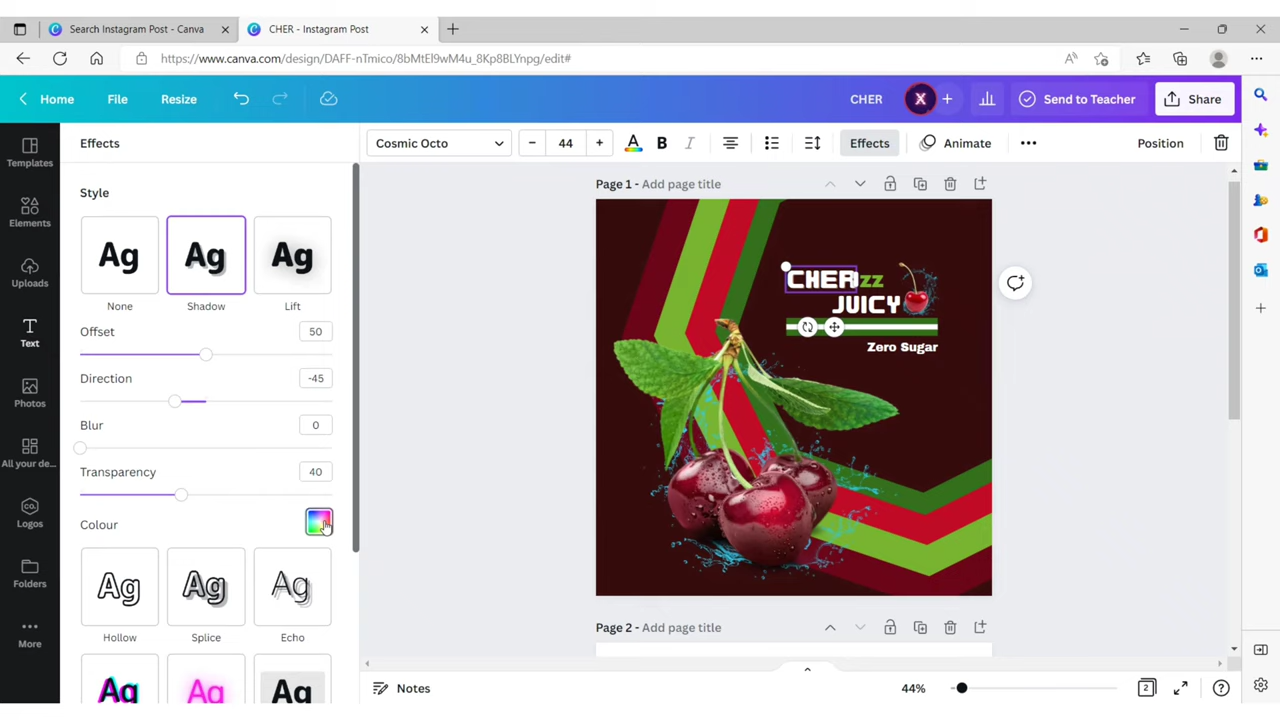 Search Instagram Post - Canva
CHER - Instagram Post
https://www.canva.com/design/DAFF-nTmico/8bMtEl9wM4u_8Kp8BLYnpg/edit#
Home File Resize CHER X Send to Teacher Share
Effects
Cosmic Octo 44 A B I Effects Animate Position
Templates
Elements
Uploads
Text
Photos
All your de...
Logos
Folders
More
Style
Ag Ag Ag
None Shadow Lift
Offset 50
Direction -45
Blur 0
Transparency 40
Colour
Ag Ag Ag
Hollow Splice Echo
Ag Ag Ag
Page 1 - Add page title
CHERizz
JUICY
Zero Sugar
Page 2 - Add page title
Notes 44% 2